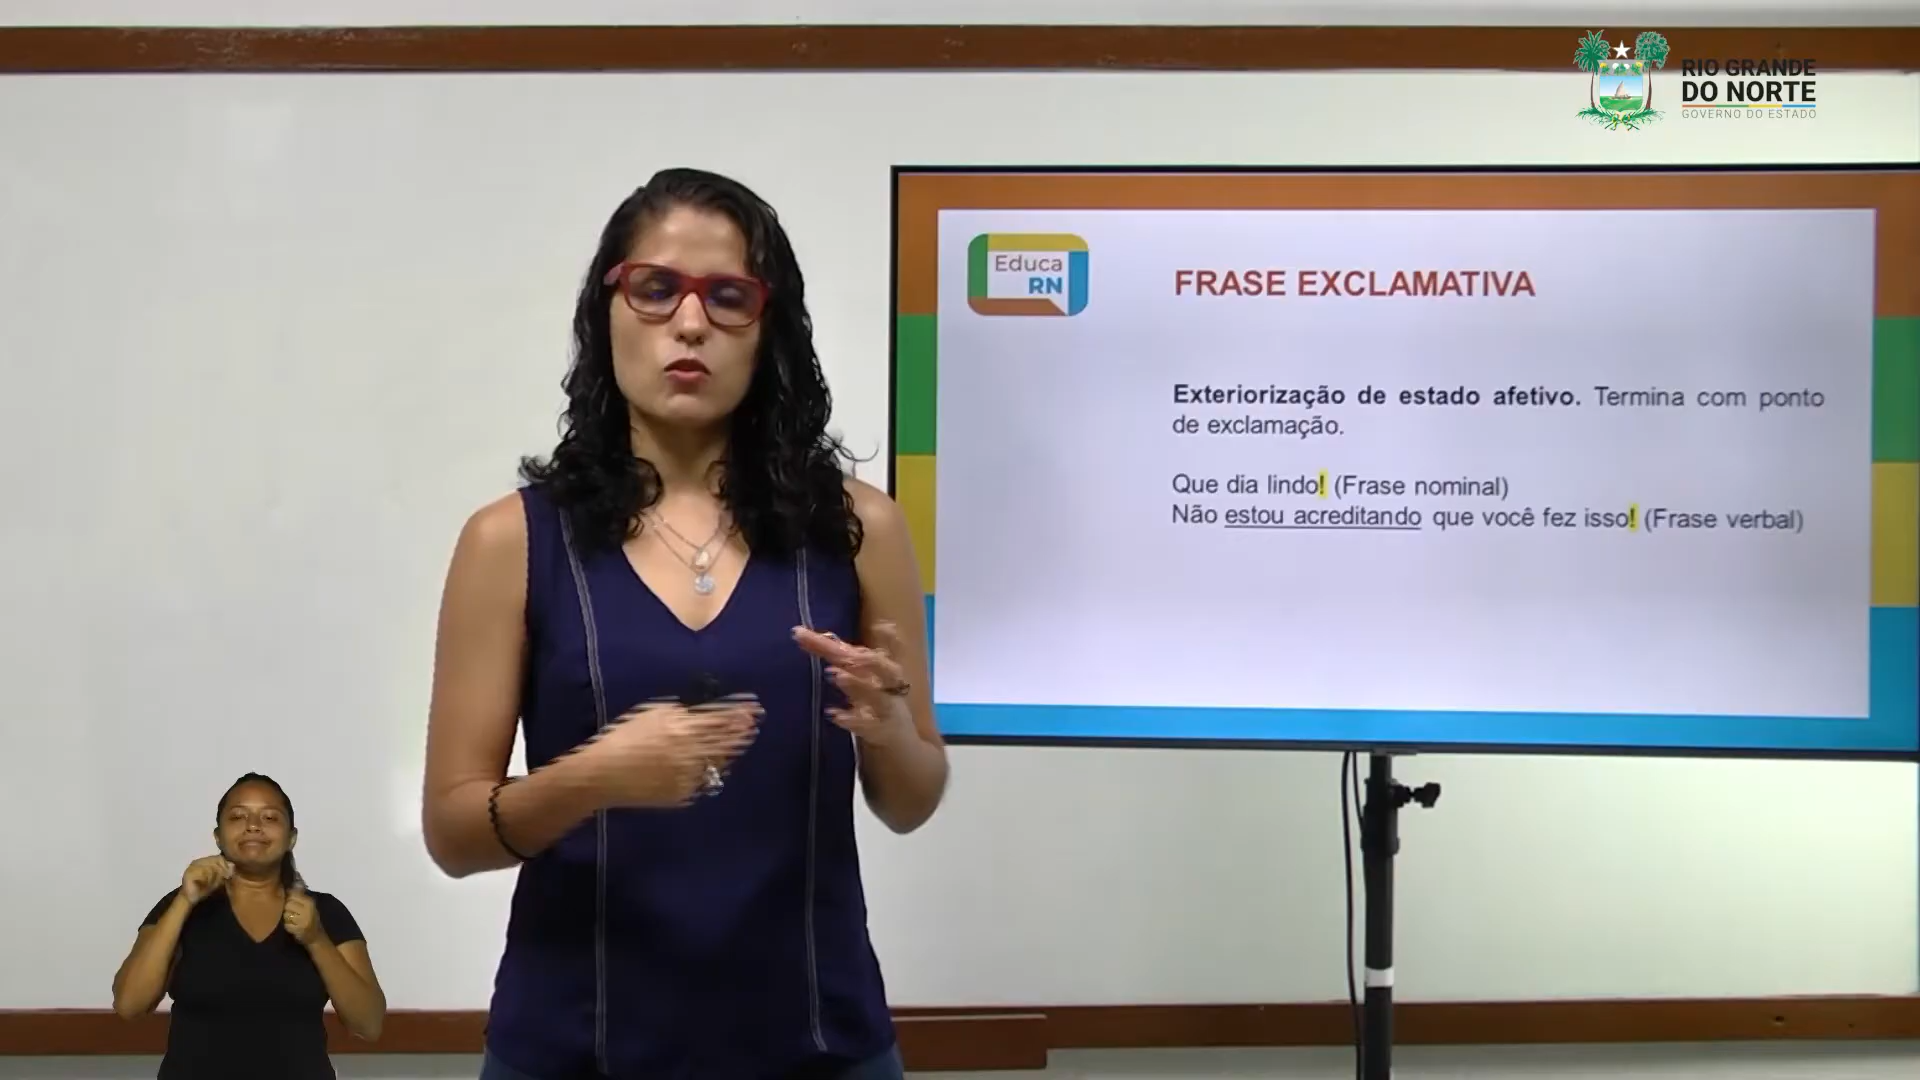 RIO GRANDE
DO NORTE
GOVERNO DO ESTADO
Educa
RN
FRASE EXCLAMATIVA
Exteriorização de estado afetivo. Termina com ponto
de exclamação.
Que dia lindo! (Frase nominal)
Não estou acreditando que você fez isso! (Frase verbal)